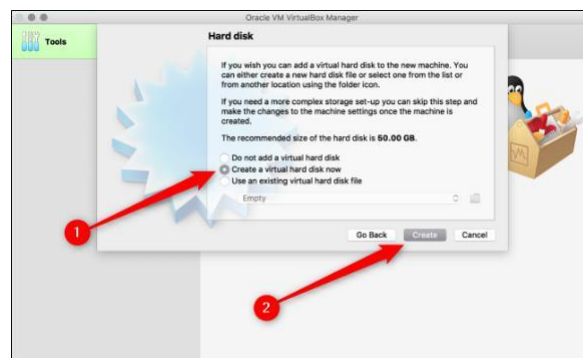 Oracle VM VirtualBox Manager
Tools
Hard disk
If you wish you can add a virtual hard disk to the new machine. You
can either create a new hard disk file or select one from the list or
from another location using the folder icon.
If you need a more complex storage set-up you can skip this step and
make the changes to the machine settings once the machine is
created.
The recommended size of the hard disk is 50.00 GB.
Do not add a virtual hard disk
Create a virtual hard disk now
Use an existing virtual hard disk file
Empty
1
Go Back
Create
Cancel
2